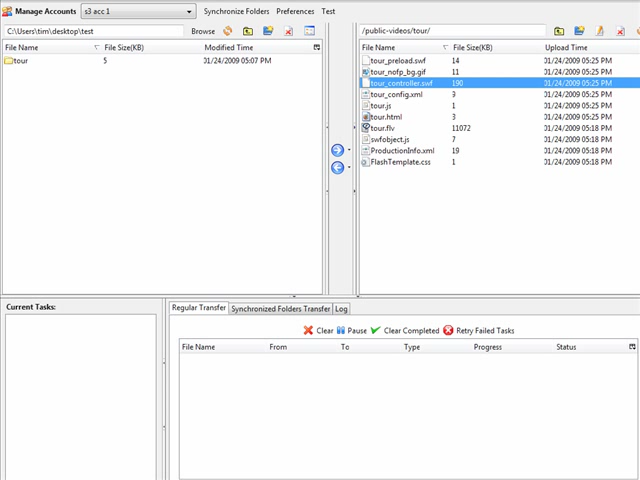 Manage Accounts s3 acc 1 Synchronize Folders Preferences Test
C:\Users\tim\desktop\test Browse
/public-videos/tour/
File Name File Size(KB) Modified Time
tour 5 01/24/2009 05:07 PM
File Name File Size(KB) Upload Time
tour_preload.swf 14 01/24/2009 05:25 PM
tour_nofp_bg.gif 11 01/24/2009 05:25 PM
tour_controller.swf 190 01/24/2009 05:25 PM
tour_config.xml 3 01/24/2009 05:25 PM
tour.js 1 01/24/2009 05:25 PM
tour.html 3 01/24/2009 05:25 PM
tour.flv 11072 01/24/2009 05:18 PM
swfobject.js 7 01/24/2009 05:18 PM
ProductionInfo.xml 19 01/24/2009 05:18 PM
FlashTemplate.css 1 01/24/2009 05:18 PM
Current Tasks:
Regular Transfer Synchronized Folders Transfer Log
Clear Pause Clear Completed Retry Failed Tasks
File Name From To Type Progress Status